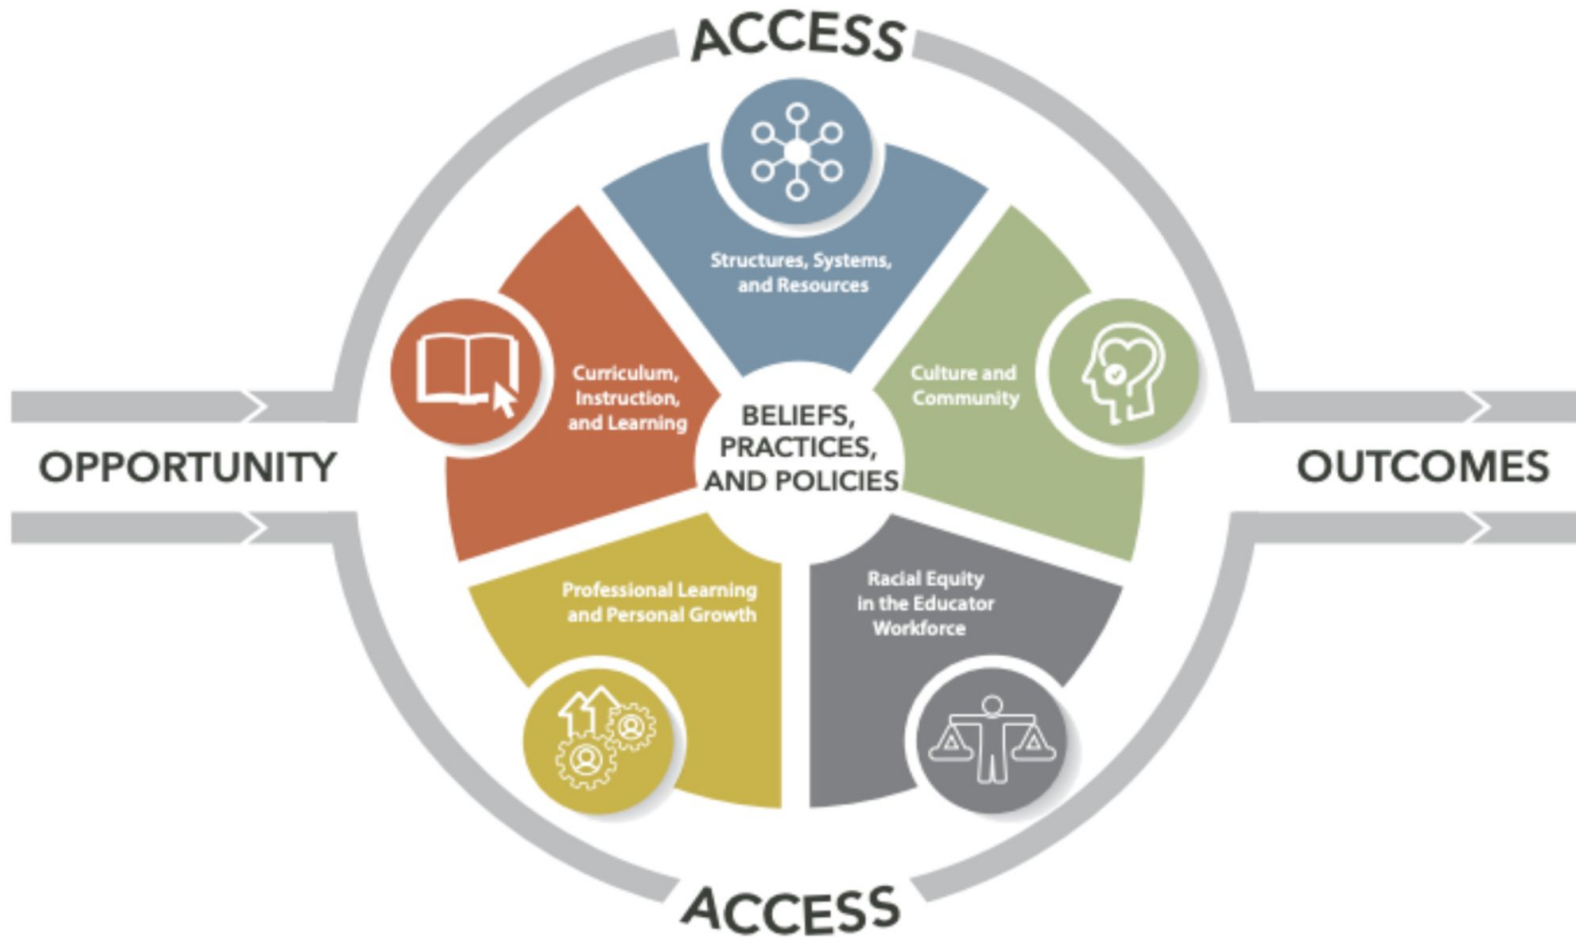 ACCESS
Structures, Systems,
and Resources
Curriculum,
Instruction,
and Learning
Culture and
Community
BELIEFS,
PRACTICES,
AND POLICIES
OPPORTUNITY
OUTCOMES
Professional Learning
and Personal Growth
Racial Equity
in the Educator
Workforce
ACCESS